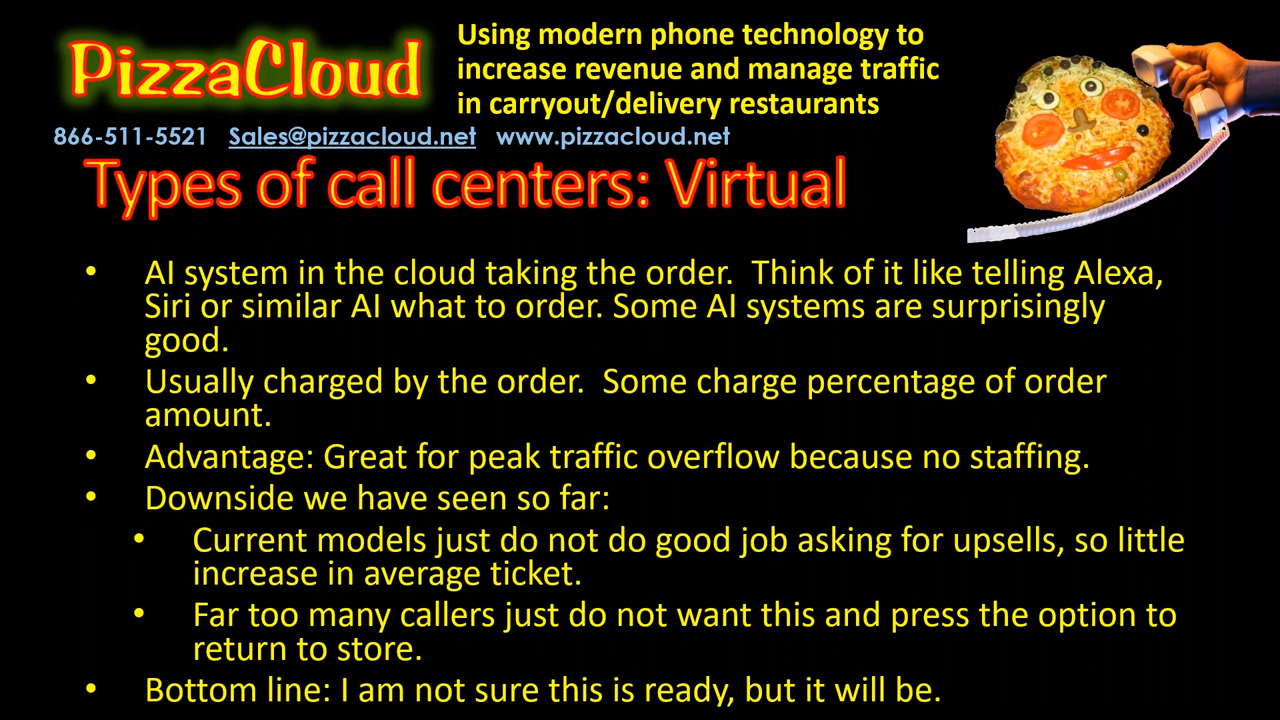 PizzaCloud
Using modern phone technology to
increase revenue and manage traffic
in carryout/delivery restaurants
866-511-5521 Sales@pizzacloud.net www.pizzacloud.net
Types of call centers: Virtual
• AI system in the cloud taking the order. Think of it like telling Alexa,
Siri or similar AI what to order. Some AI systems are surprisingly
good.
• Usually charged by the order. Some charge percentage of order
amount.
• Advantage: Great for peak traffic overflow because no staffing.
• Downside we have seen so far:
• Current models just do not do good job asking for upsells, so little
increase in average ticket.
• Far too many callers just do not want this and press the option to
return to store.
• Bottom line: I am not sure this is ready, but it will be.